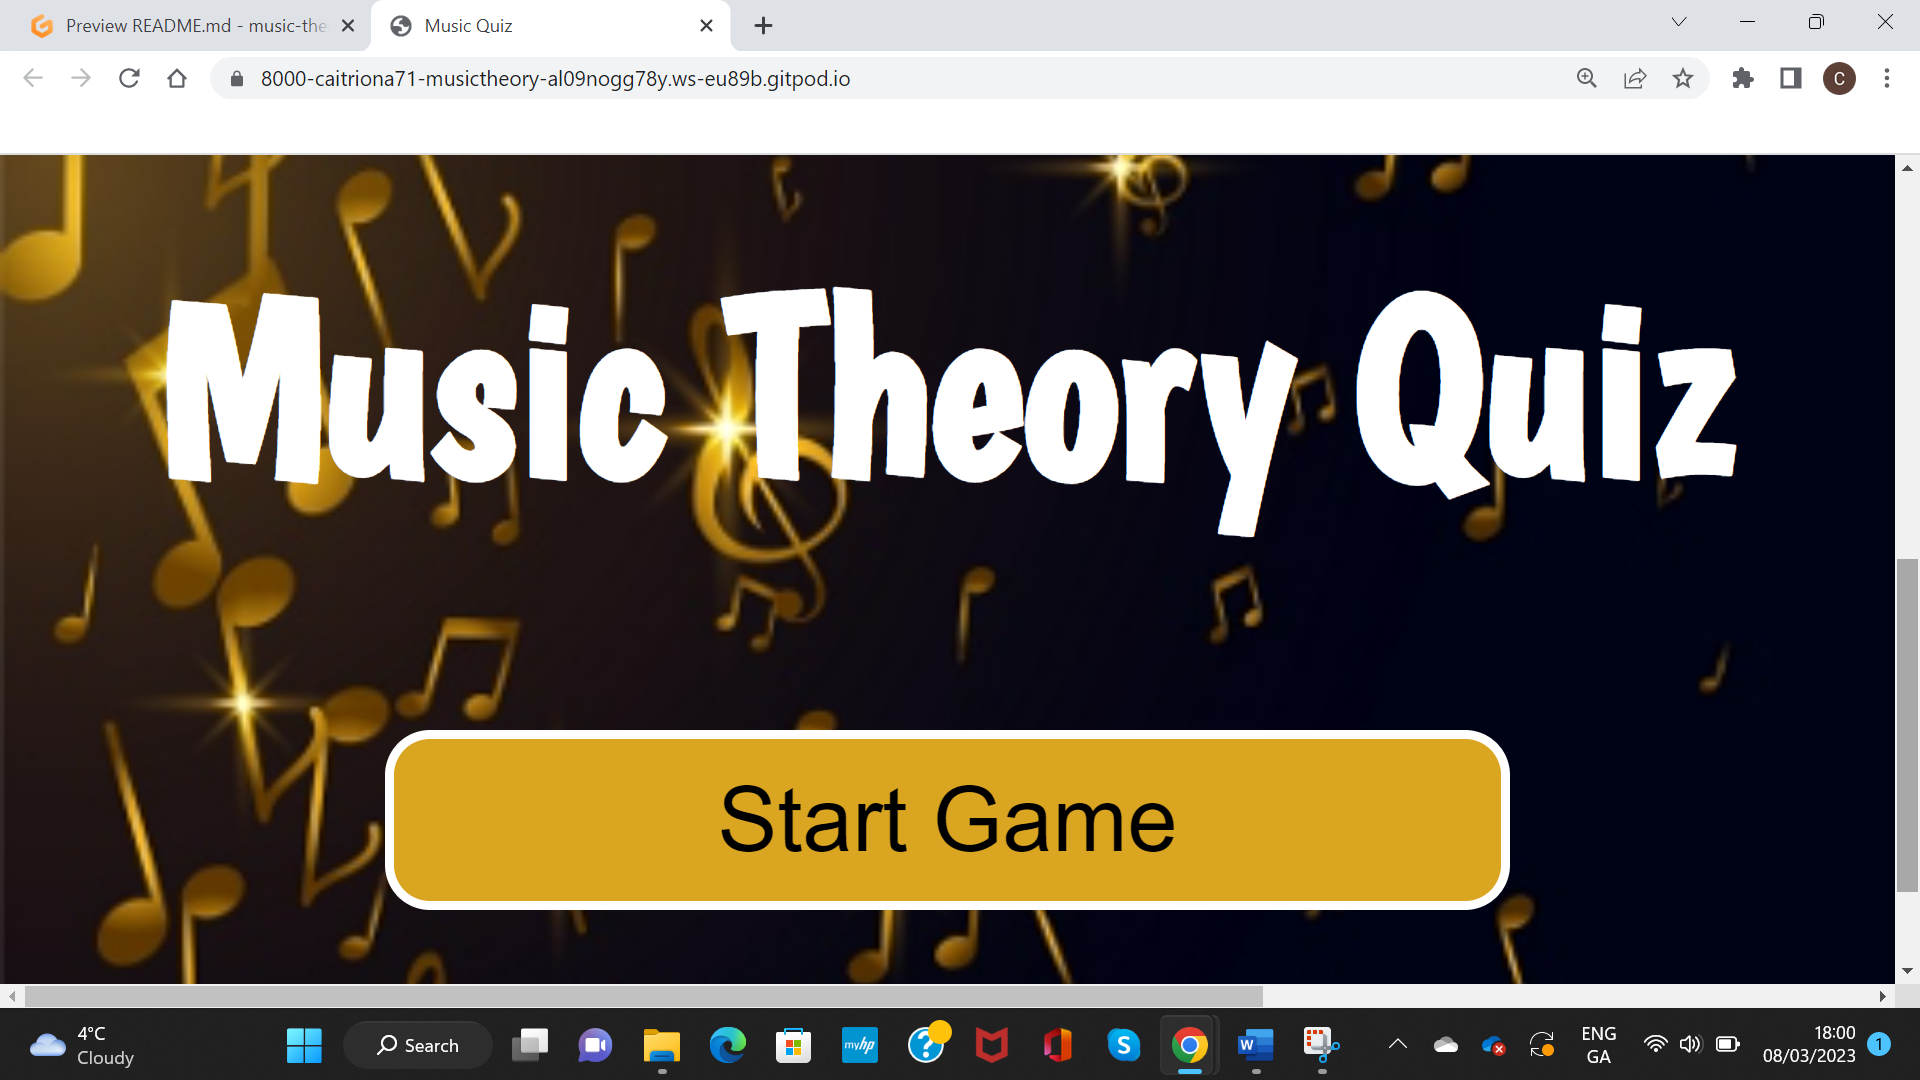 Preview README.md - music-the
Music Quiz
8000-caitriona71-musictheory-al09nogg78y.ws-eu89b.gitpod.io
C
Music Theory Quiz
Start Game
4°C
Cloudy
Search
myhp
?
S
W
ENG
GA
18:00
08/03/2023
1